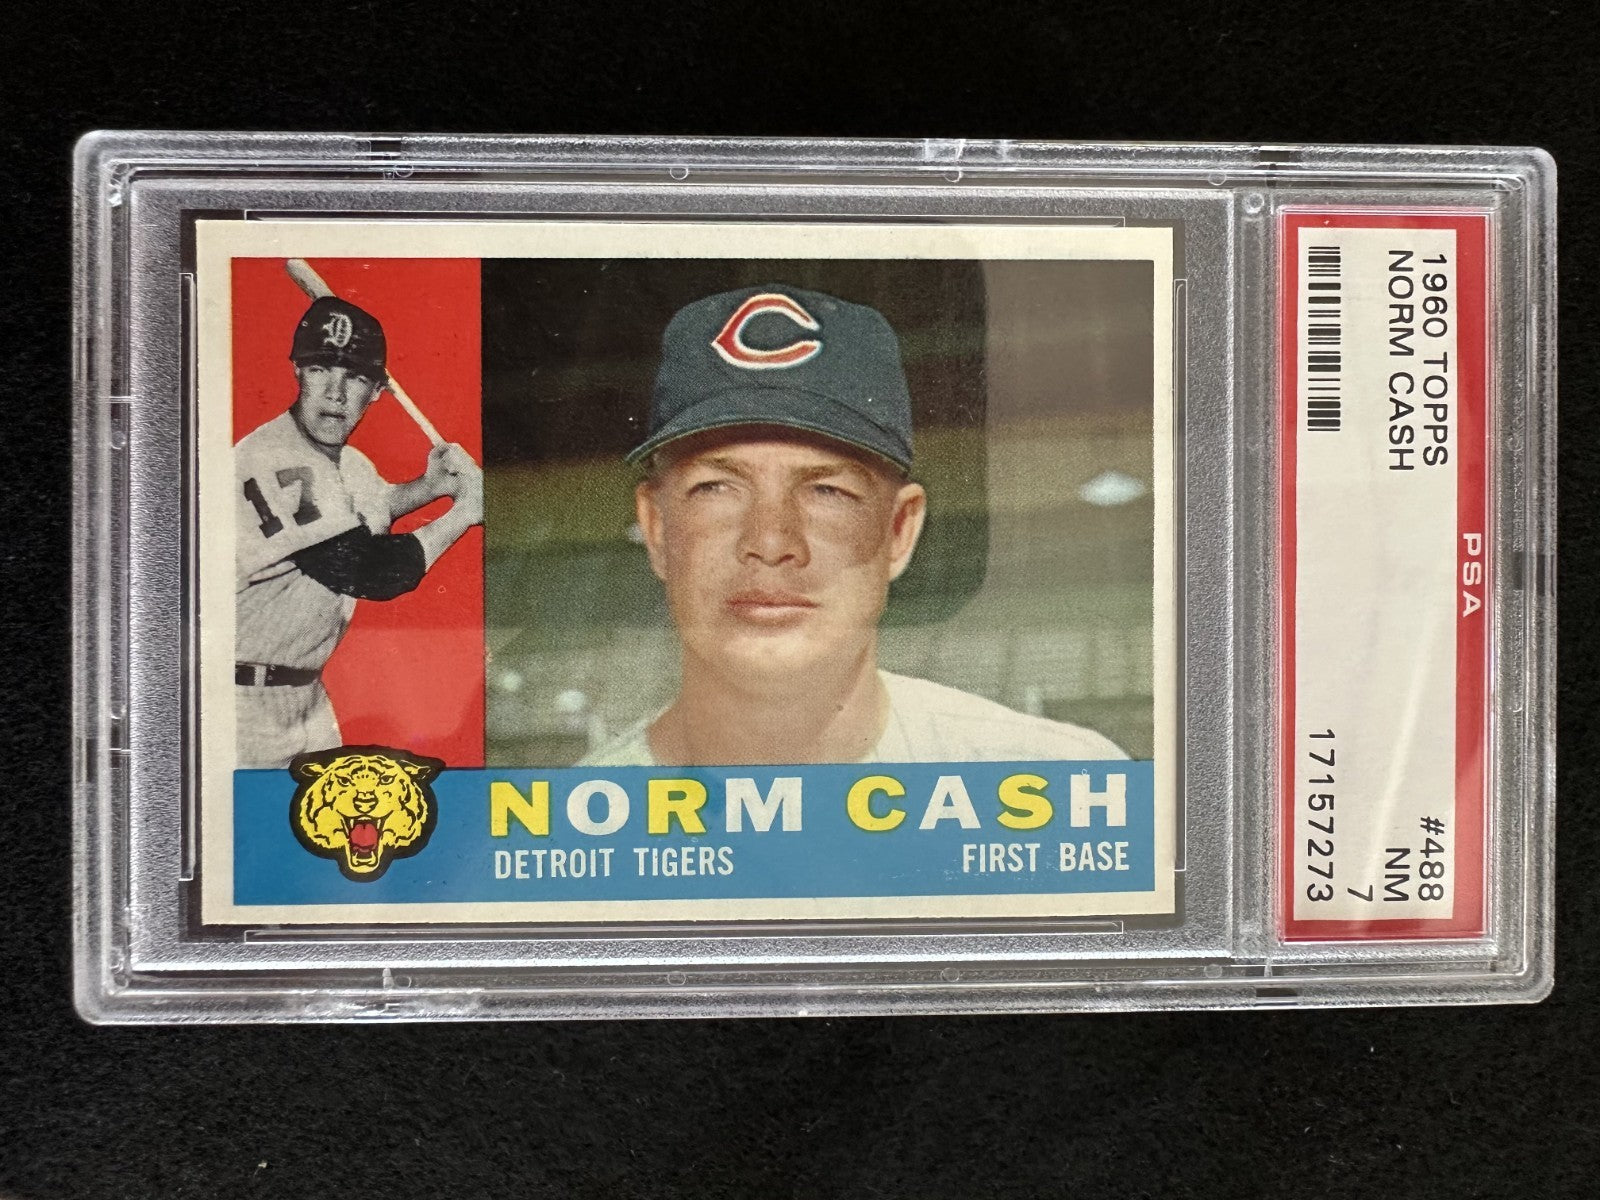 D
17
C
NORM CASH
DETROIT TIGERS FIRST BASE
1960 TOPPS #488
NORM CASH NM
7
17157273
PSA